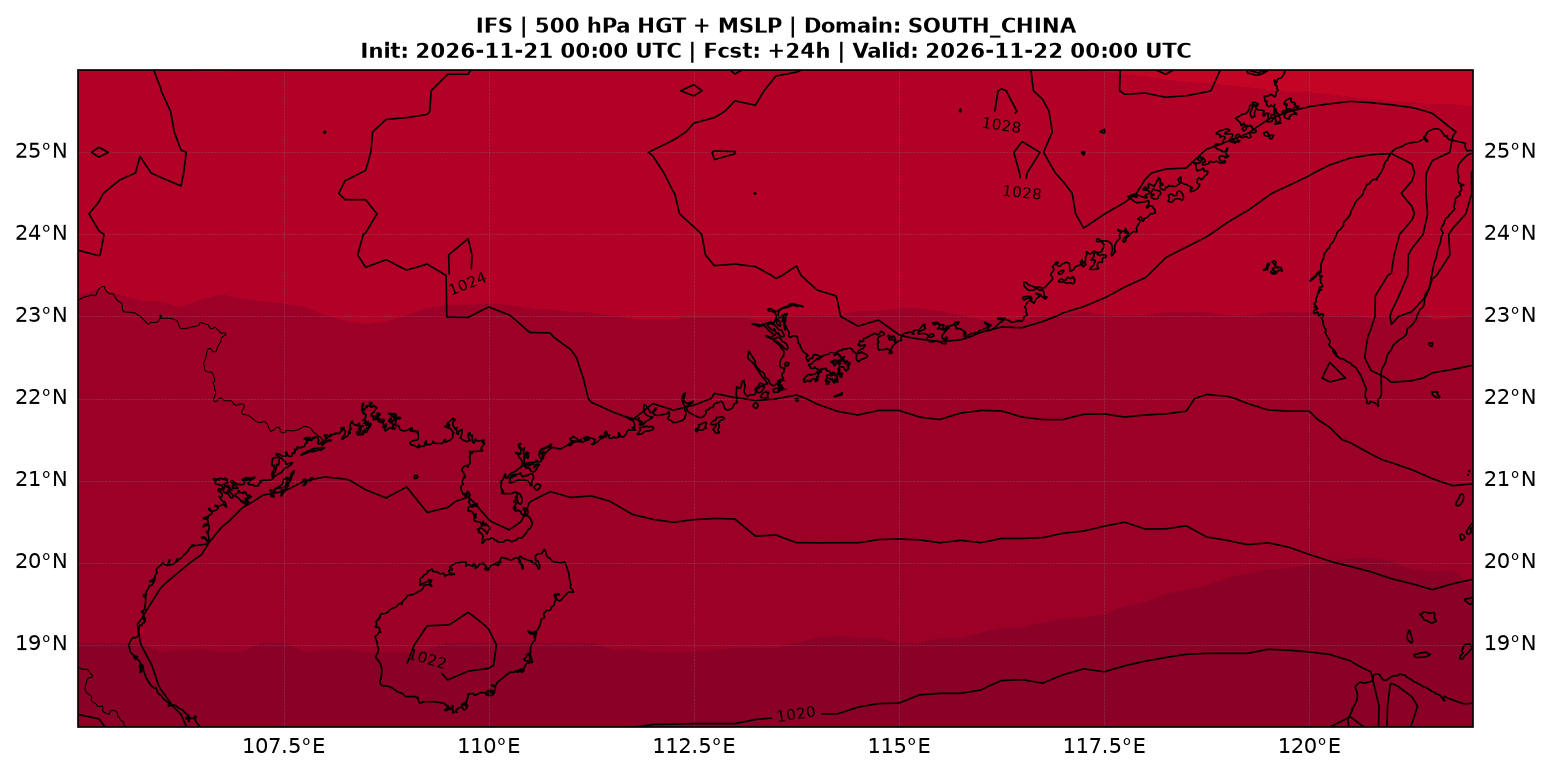 IFS | 500 hPa HGT + MSLP | Domain: SOUTH_CHINA
Init: 2026-11-21 00:00 UTC | Fcst: +24h | Valid: 2026-11-22 00:00 UTC
1028
25°N
25°N
1028
24°N
24°N
1024
23°N
23°N
22°N
22°N
21°N
21°N
20°N
20°N
19°N
19°N
1022
1020
107.5°E
110°E
112.5°E
115°E
117.5°E
120°E